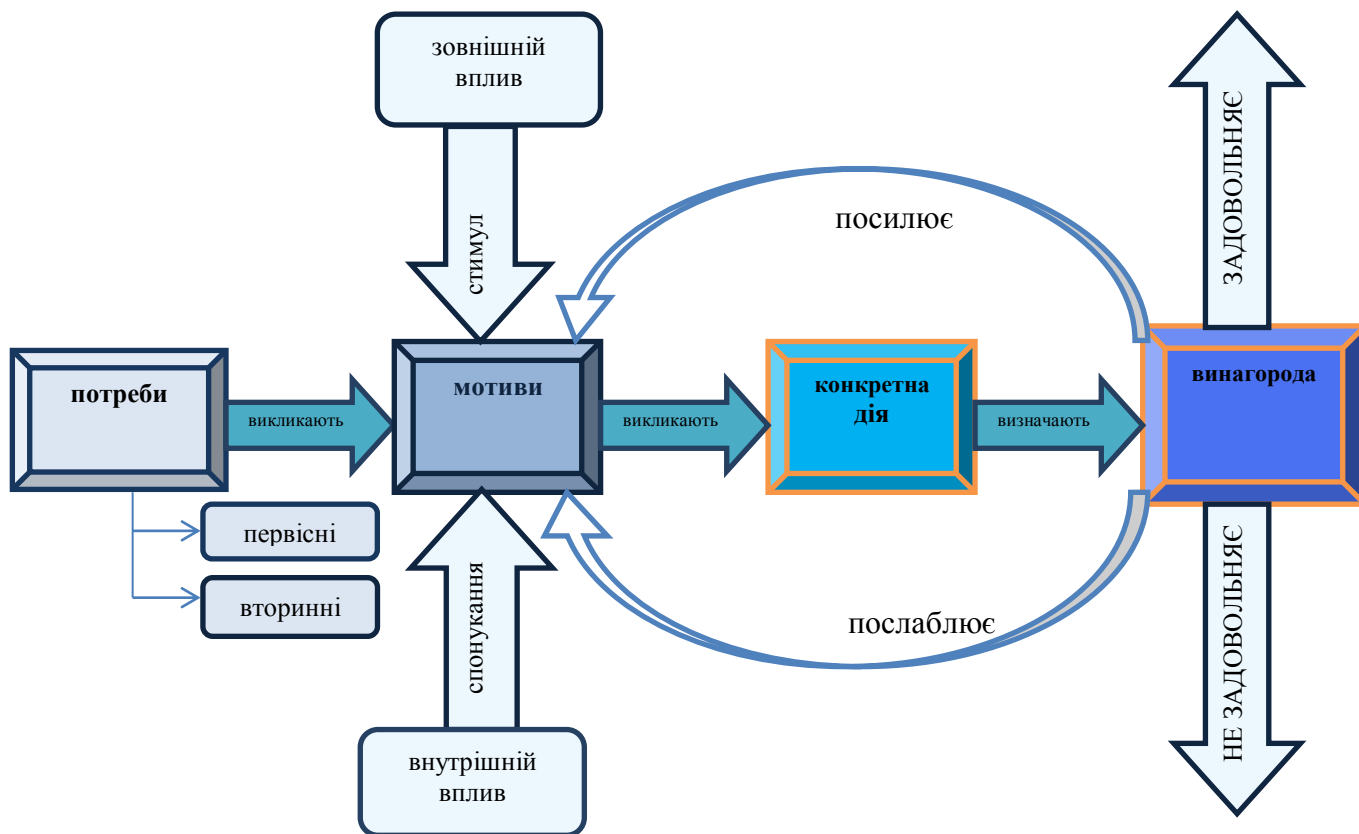 зовнішній
вплив
стимул
ЗАДОВОЛЬНЯЄ
посилює
потреби
викликають
мотиви
викликають
конкретна
дія
визначають
винагорода
первісні
вторинні
спонукання
послаблює
НЕ ЗАДОВОЛЬНЯЄ
внутрішній
вплив